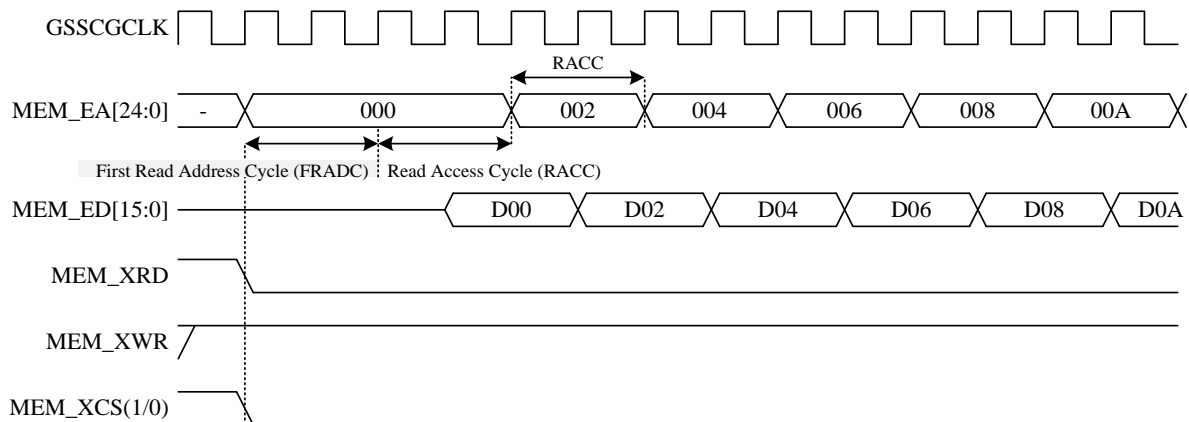 GSSCGCLK
RACC
MEM_EA[24:0] - 000 002 004 006 008 00A
First Read Address Cycle (FRADC) Read Access Cycle (RACC)
MEM_ED[15:0] D00 D02 D04 D06 D08 D0A
MEM_XRD
MEM_XWR
MEM_XCS(1/0)